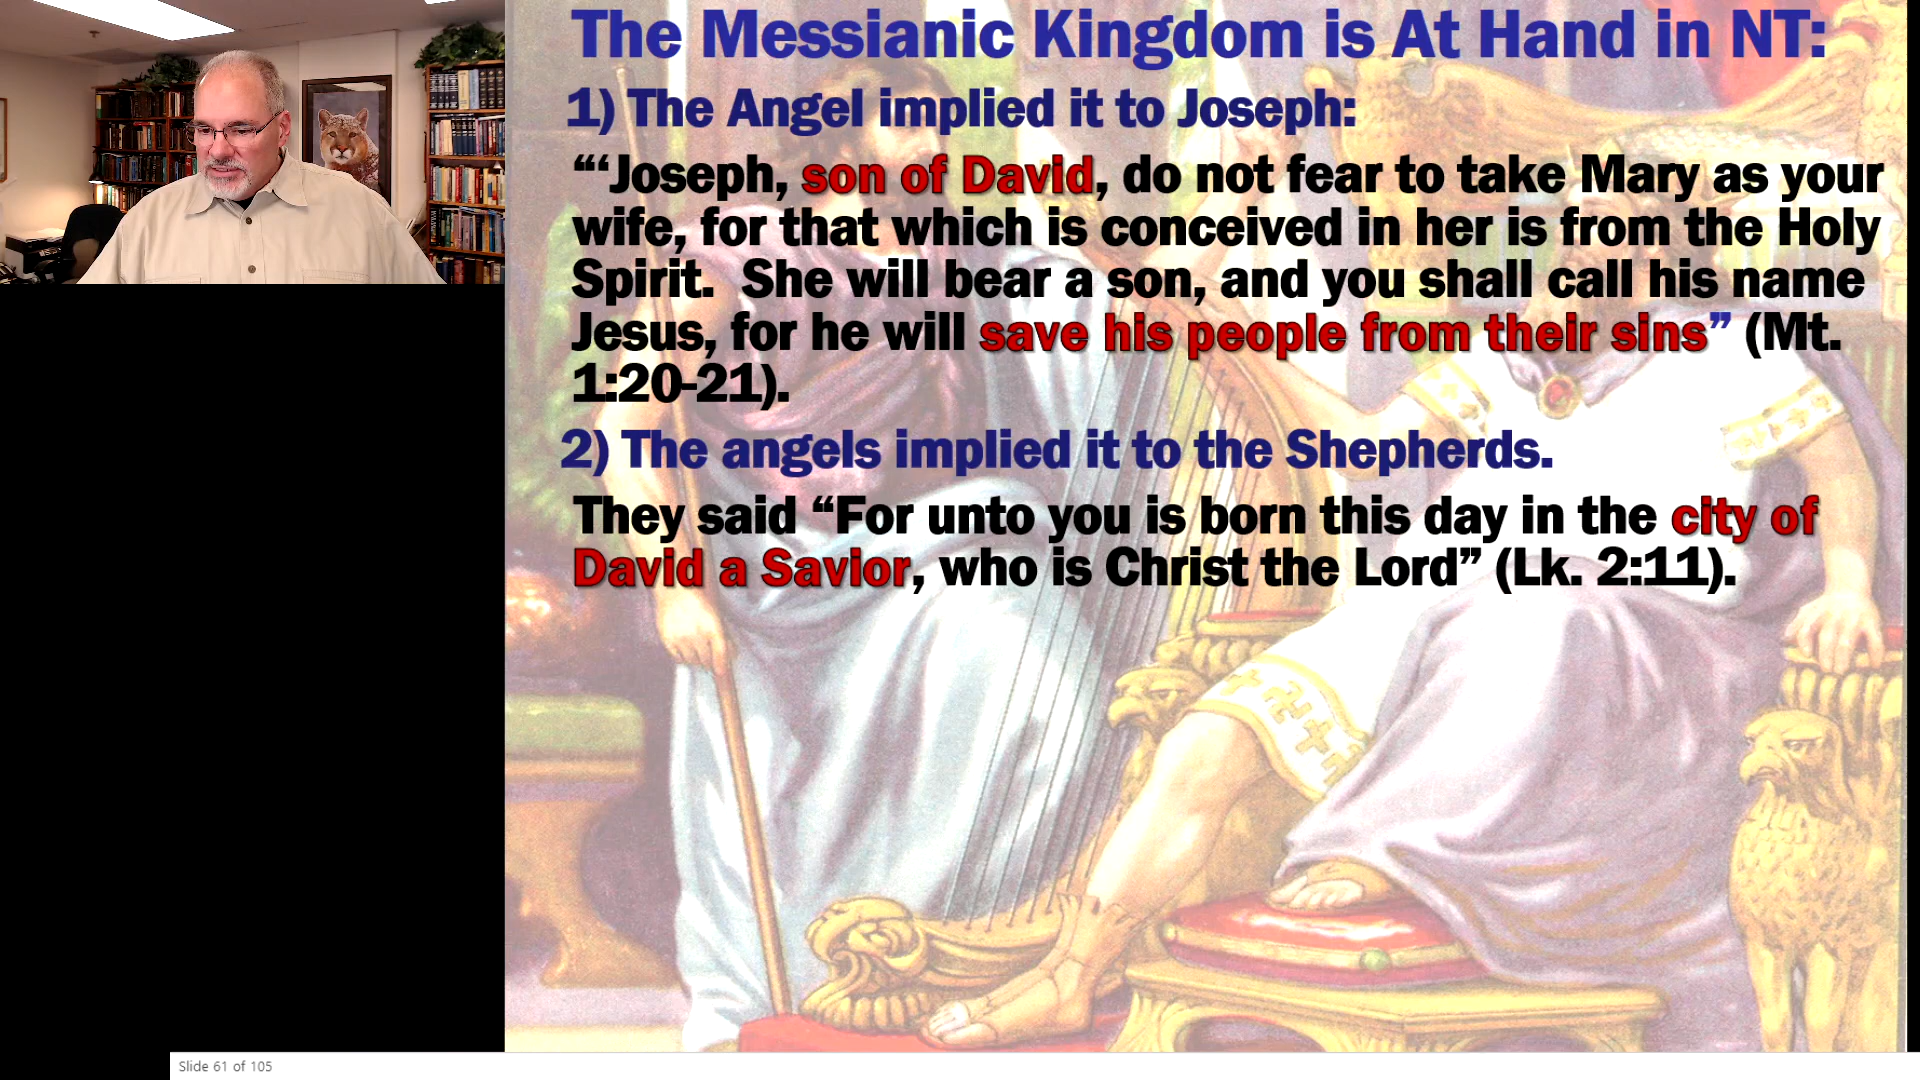 The Messianic Kingdom is At Hand in NT:
1) The Angel implied it to Joseph:
“‘Joseph, son of David, do not fear to take Mary as your
wife, for that which is conceived in her is from the Holy
Spirit.  She will bear a son, and you shall call his name
Jesus, for he will save his people from their sins” (Mt.
1:20-21).
2) The angels implied it to the Shepherds.
They said “For unto you is born this day in the city of
David a Savior, who is Christ the Lord” (Lk. 2:11).
Slide 61 of 105